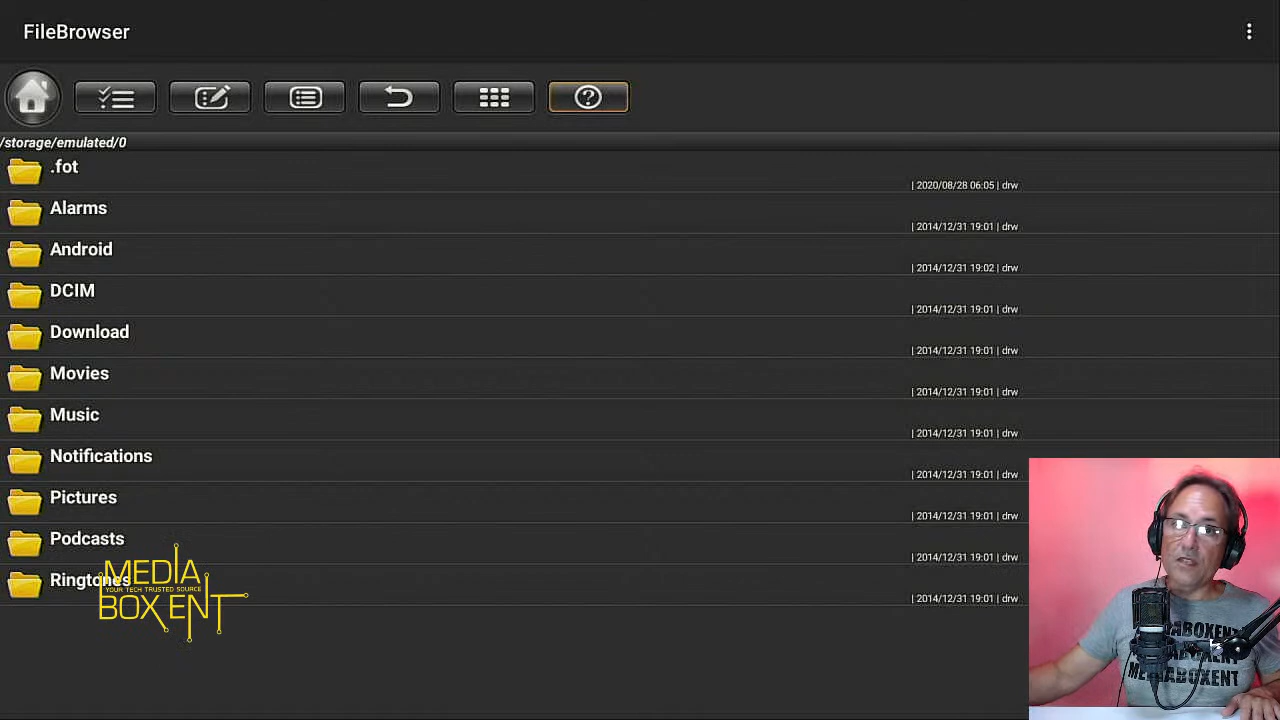 FileBrowser
/storage/emulated/0
.fot
| 2020/08/28 06:05 | drw
Alarms
| 2014/12/31 19:01 | drw
Android
| 2014/12/31 19:02 | drw
DCIM
| 2014/12/31 19:01 | drw
Download
| 2014/12/31 19:01 | drw
Movies
| 2014/12/31 19:01 | drw
Music
| 2014/12/31 19:01 | drw
Notifications
| 2014/12/31 19:01 | drw
Pictures
| 2014/12/31 19:01 | drw
Podcasts
| 2014/12/31 19:01 | drw
Ringtones
| 2014/12/31 19:01 | drw
MEDIA
YOUR TECH TRUSTED SOURCE
BOX ENT
MEDIABOXENT